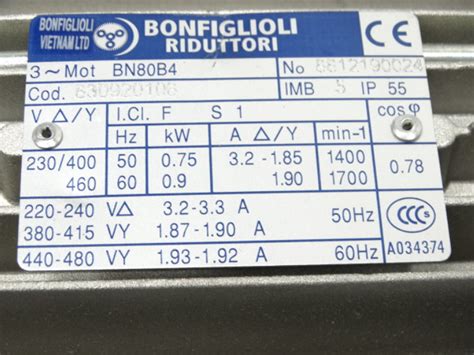 BONFIGLIOLI VIETNAM LTD
BONFIGLIOLI RIDUTTORI
CE
3~Mot BN80B4 No 8612190024
Cod. 630920106 IMB 5 IP 55
V Δ/Y I.Cl. F S 1 cosφ
Hz kW A Δ/Y min-1
230/400 50 0.75 3.2-1.85 1400 0.78
460 60 0.9 1.90 1700
220-240 VΔ 3.2-3.3 A 50Hz
380-415 VY 1.87-1.90 A
440-480 VY 1.93-1.92 A 60Hz
CCC S
A034374